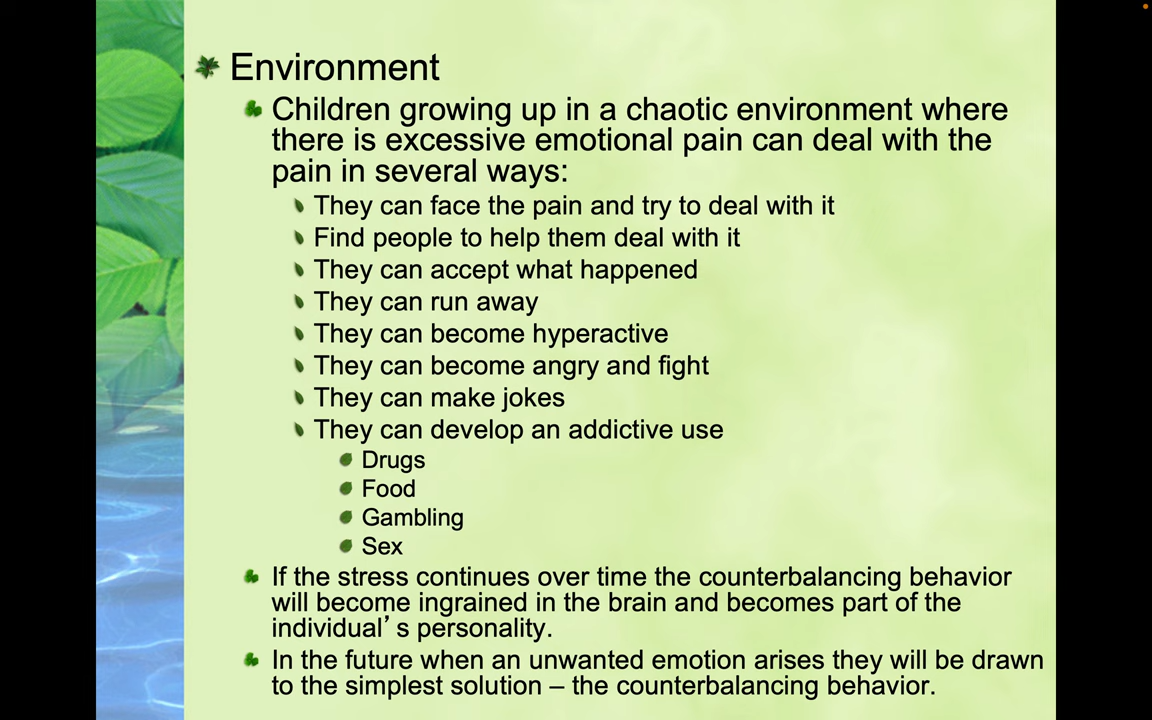 Environment
Children growing up in a chaotic environment where
there is excessive emotional pain can deal with the
pain in several ways:
They can face the pain and try to deal with it
Find people to help them deal with it
They can accept what happened
They can run away
They can become hyperactive
They can become angry and fight
They can make jokes
They can develop an addictive use
Drugs
Food
Gambling
Sex
If the stress continues over time the counterbalancing behavior
will become ingrained in the brain and becomes part of the
individual’s personality.
In the future when an unwanted emotion arises they will be drawn
to the simplest solution – the counterbalancing behavior.